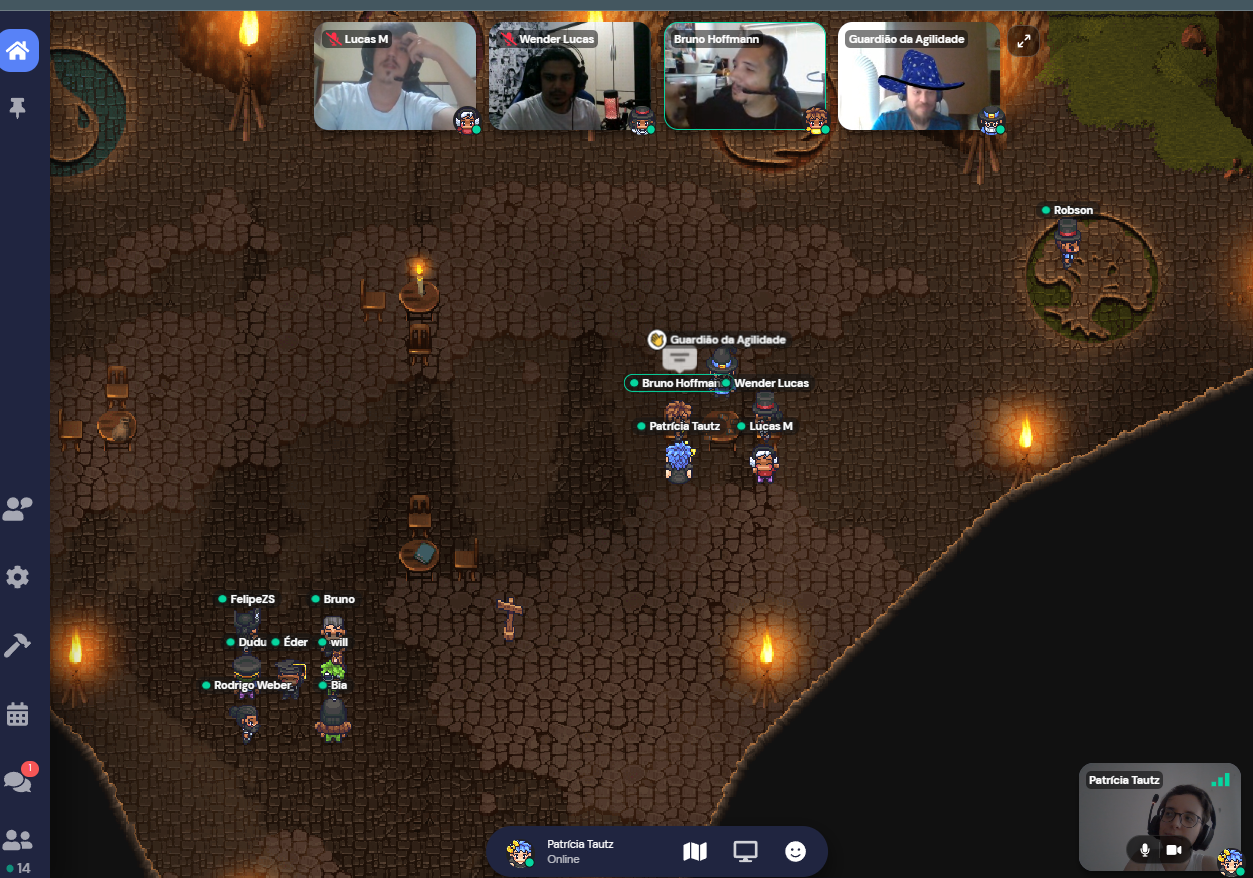 Lucas M
Wender Lucas
Bruno Hoffmann
Guardião da Agilidade
Robson
Guardião da Agilidade
Bruno Hoffman
Wender Lucas
Patrícia Tautz
Lucas M
FelipeZS
Bruno
Dudu
Éder
will
Rodrigo Weber
Bia
1
14
Patrícia Tautz
Online
Patrícia Tautz